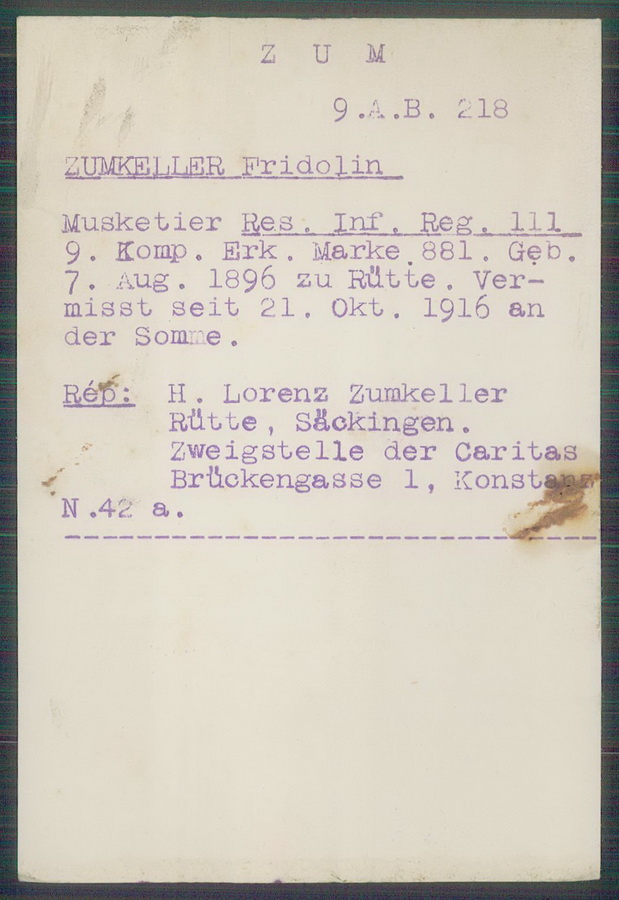 Z U M
9.A.B. 218
ZUMKELLER Fridolin
Musketier Res. Inf. Reg. 111
9. Komp. Erk. Marke 881. Geb.
7. Aug. 1896 zu Rütte. Ver-
misst seit 21. Okt. 1916 an
der Somme.
Rép: H. Lorenz Zumkeller
Rütte, Säckingen.
Zweigstelle der Caritas
Brückengasse 1, Konstanz
N.42 a.